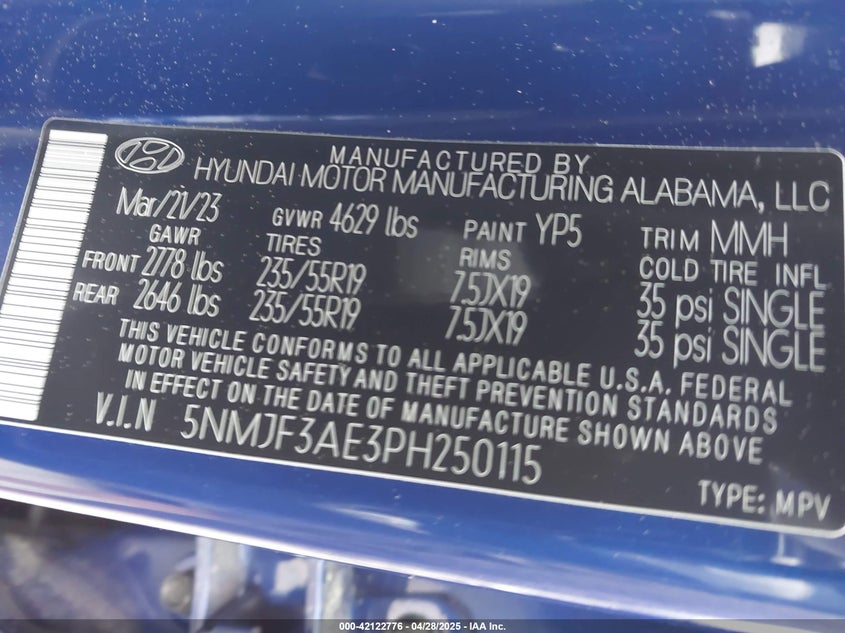 MANUFACTURED BY
HYUNDAI MOTOR MANUFACTURING ALABAMA, LLC
Mar/21/23 GVWR 4629 lbs PAINT YP5 TRIM MMH
GAWR TIRES RIMS COLD TIRE INFL
FRONT 2778 lbs 235/55R19 7.5JX19 35 psi SINGLE
REAR 2646 lbs 235/55R19 7.5JX19 35 psi SINGLE
THIS VEHICLE CONFORMS TO ALL APPLICABLE U.S.A. FEDERAL
MOTOR VEHICLE SAFETY AND THEFT PREVENTION STANDARDS
IN EFFECT ON THE DATE OF MANUFACTURE SHOWN ABOVE
V.I.N 5NMJF3AE3PH250115
TYPE: MPV
000-42122776 - 04/28/2025 - IAA Inc.